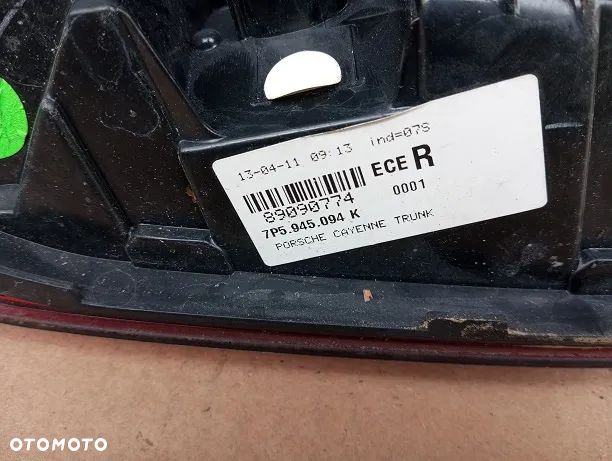 13-04-11 09:13 ind=07S
ECE R
89090774 0001
7P5.945.094 K
PORSCHE CAYENNE TRUNK
OTOMOTO